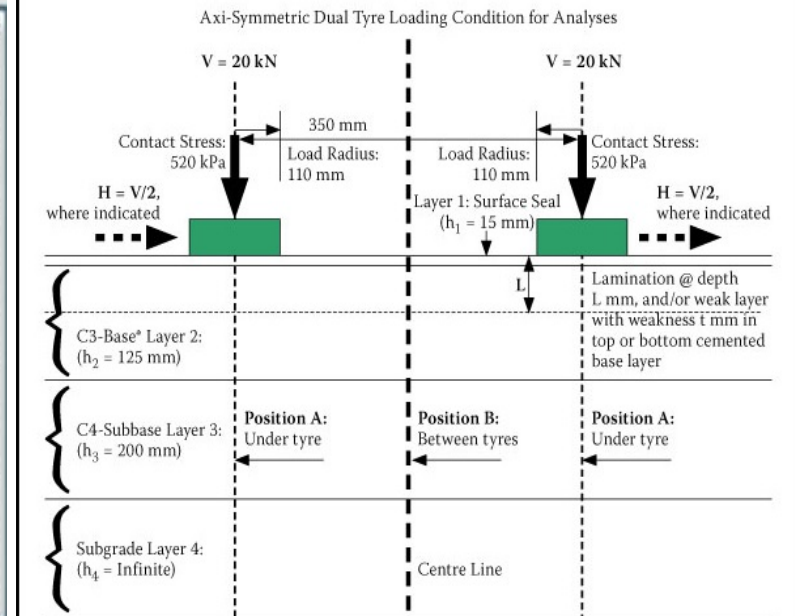 Axi-Symmetric Dual Tyre Loading Condition for Analyses
V = 20 kN
V = 20 kN
350 mm
Contact Stress:
520 kPa
Load Radius:
110 mm
Load Radius:
110 mm
Contact Stress:
520 kPa
H = V/2,
where indicated
Layer 1: Surface Seal
(h₁ = 15 mm)
H = V/2,
where indicated
L
Lamination @ depth
L mm, and/or weak layer
with weakness t mm in
top or bottom cemented
base layer
C3-Baseª Layer 2:
(h₂ = 125 mm)
C4-Subbase Layer 3:
(h₃ = 200 mm)
Position A:
Under tyre
Position B:
Between tyres
Position A:
Under tyre
Subgrade Layer 4:
(h₄ = Infinite)
Centre Line